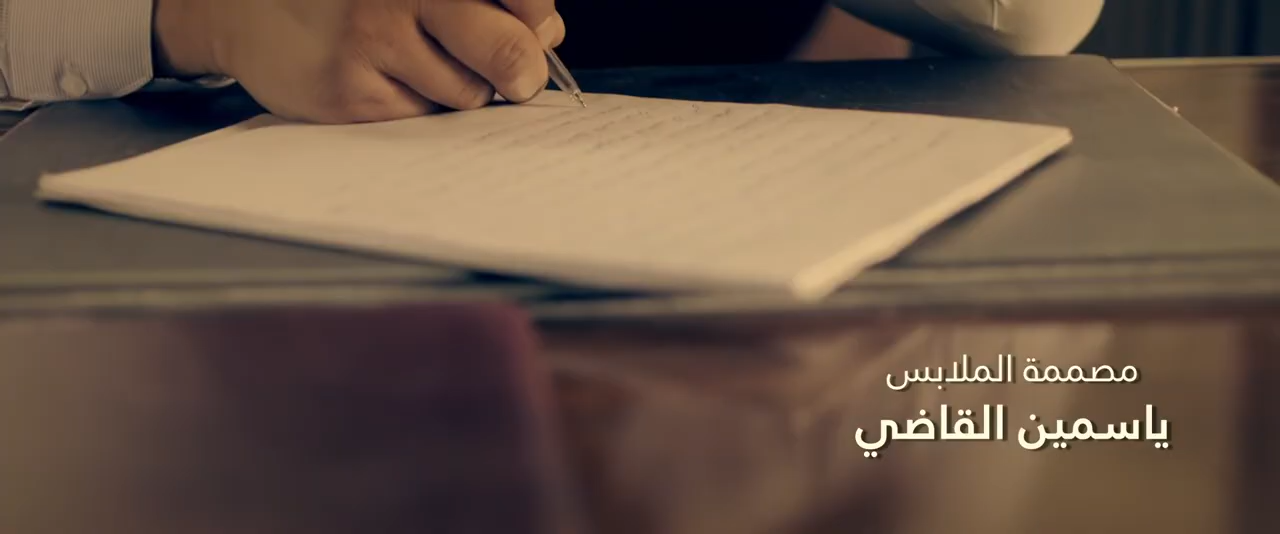 مصممة الملابس
ياسمين القاضي